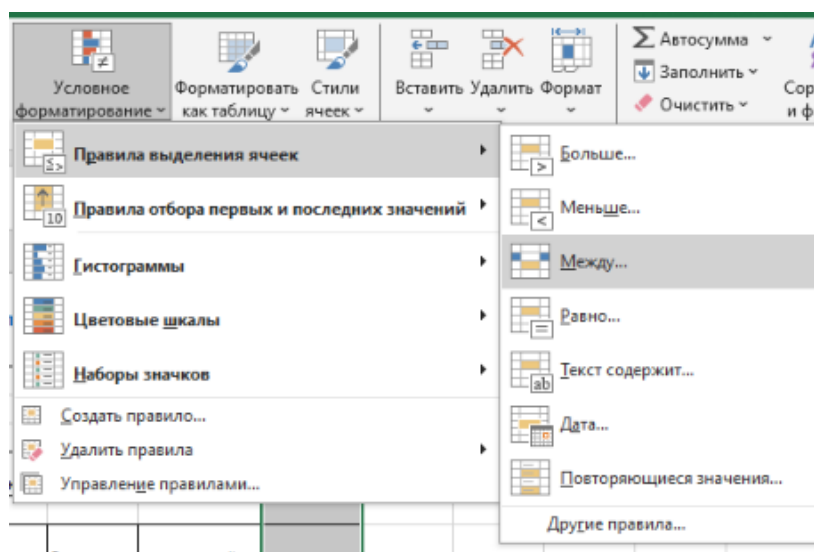 Условное форматирование
Форматировать как таблицу
Стили ячеек
Вставить
Удалить
Формат
Автосумма
Заполнить
Очистить
Правила выделения ячеек
Правила отбора первых и последних значений
10
Гистограммы
Цветовые шкалы
Наборы значков
Создать правило...
Удалить правила
Управление правилами...
Больше...
Меньше...
Между...
Равно...
ab
Текст содержит...
Дата...
Повторяющиеся значения...
Другие правила...